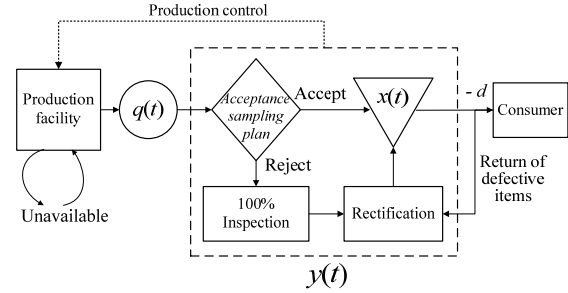 Production control
Production
facility
q(t)
Acceptance
sampling
plan
Accept
x(t)
- d
Consumer
Reject
Return of
defective
items
Unavailable
100%
Inspection
Rectification
y(t)